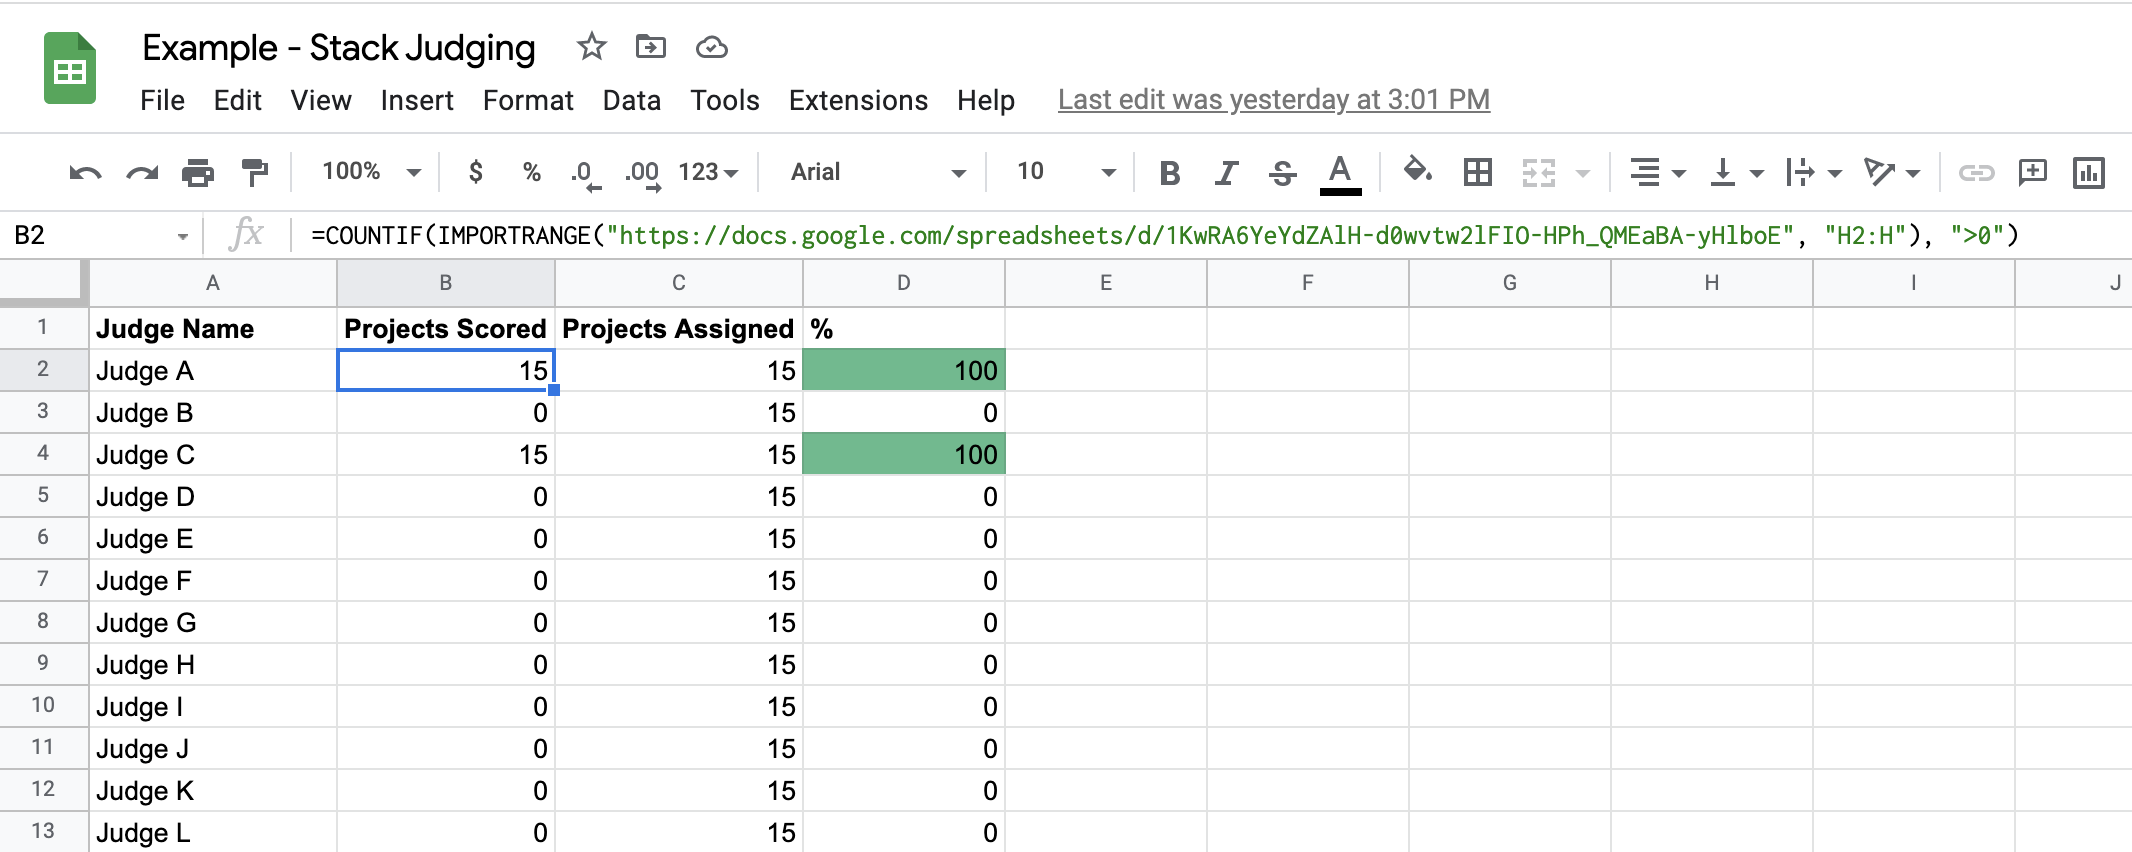 Example - Stack Judging
File Edit View Insert Format Data Tools Extensions Help Last edit was yesterday at 3:01 PM
100% $ % .0 .00 123 Arial 10 B I S A
B2 fx =COUNTIF(IMPORTRANGE("https://docs.google.com/spreadsheets/d/1KwRA6YeYdZAlH-d0wvtw2lFIO-HPh_QMEaBA-yHlboE", "H2:H"), ">0")
A B C D E F G H I J
1 Judge Name Projects Scored Projects Assigned %
2 Judge A 15 15 100
3 Judge B 0 15 0
4 Judge C 15 15 100
5 Judge D 0 15 0
6 Judge E 0 15 0
7 Judge F 0 15 0
8 Judge G 0 15 0
9 Judge H 0 15 0
10 Judge I 0 15 0
11 Judge J 0 15 0
12 Judge K 0 15 0
13 Judge L 0 15 0